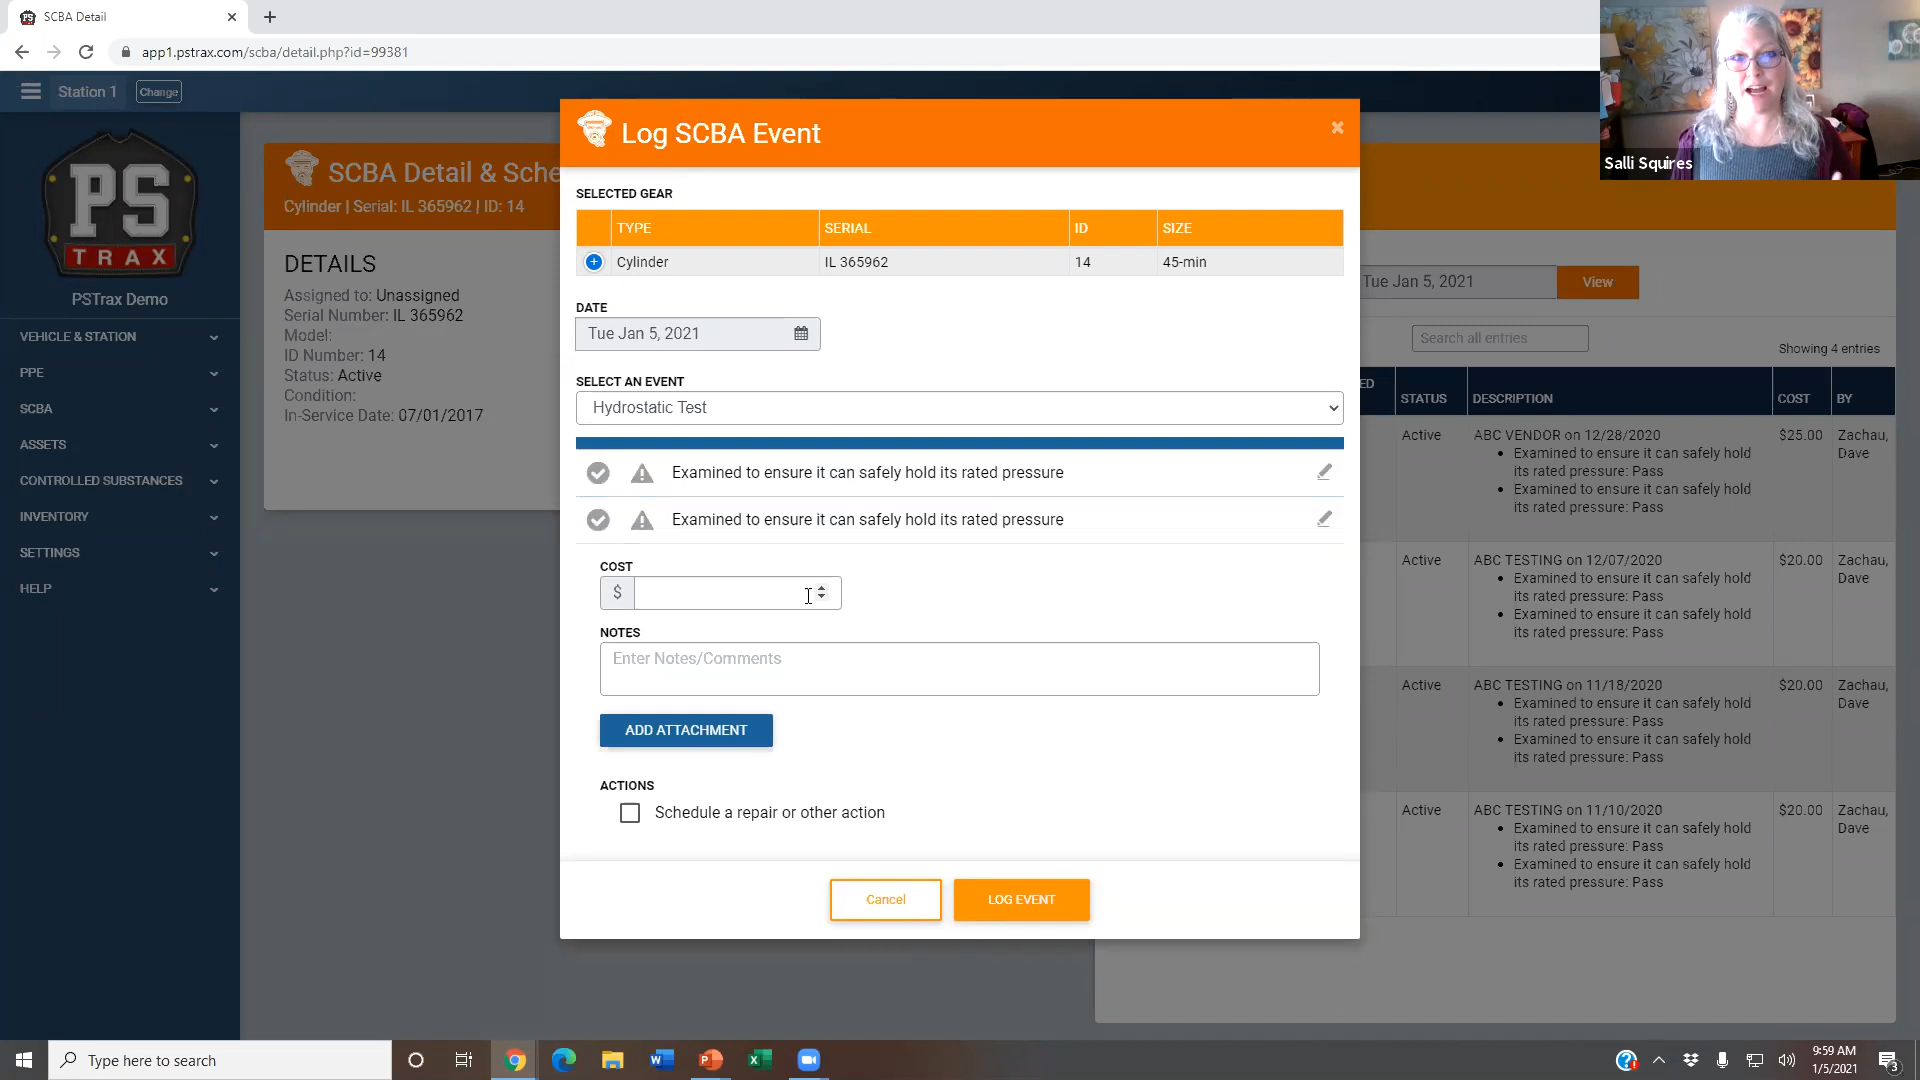 SCBA Detail
app1.pstrax.com/scba/detail.php?id=99381
Station 1
Change
PS
TRAX
PSTrax Demo
VEHICLE & STATION
PPE
SCBA
ASSETS
CONTROLLED SUBSTANCES
INVENTORY
SETTINGS
HELP
SCBA Detail & Sche
Cylinder | Serial: IL 365962 | ID: 14
DETAILS
Assigned to: Unassigned
Serial Number: IL 365962
Model:
ID Number: 14
Status: Active
Condition:
In-Service Date: 07/01/2017
Log SCBA Event
SELECTED GEAR
TYPE SERIAL ID SIZE
Cylinder IL 365962 14 45-min
DATE
Tue Jan 5, 2021
SELECT AN EVENT
Hydrostatic Test
Examined to ensure it can safely hold its rated pressure
Examined to ensure it can safely hold its rated pressure
COST
$
NOTES
Enter Notes/Comments
ADD ATTACHMENT
ACTIONS
Schedule a repair or other action
Cancel
LOG EVENT
Salli Squires
Tue Jan 5, 2021
View
Search all entries
Showing 4 entries
ED STATUS DESCRIPTION COST BY
Active ABC VENDOR on 12/28/2020 $25.00 Zachau,
Examined to ensure it can safely hold Dave
its rated pressure: Pass
Examined to ensure it can safely hold
its rated pressure: Pass
Active ABC TESTING on 12/07/2020 $20.00 Zachau,
Examined to ensure it can safely hold Dave
its rated pressure: Pass
Examined to ensure it can safely hold
its rated pressure: Pass
Active ABC TESTING on 11/18/2020 $20.00 Zachau,
Examined to ensure it can safely hold Dave
its rated pressure: Pass
Examined to ensure it can safely hold
its rated pressure: Pass
Active ABC TESTING on 11/10/2020 $20.00 Zachau,
Examined to ensure it can safely hold Dave
its rated pressure: Pass
Examined to ensure it can safely hold
its rated pressure: Pass
Type here to search
9:59 AM
1/5/2021
3